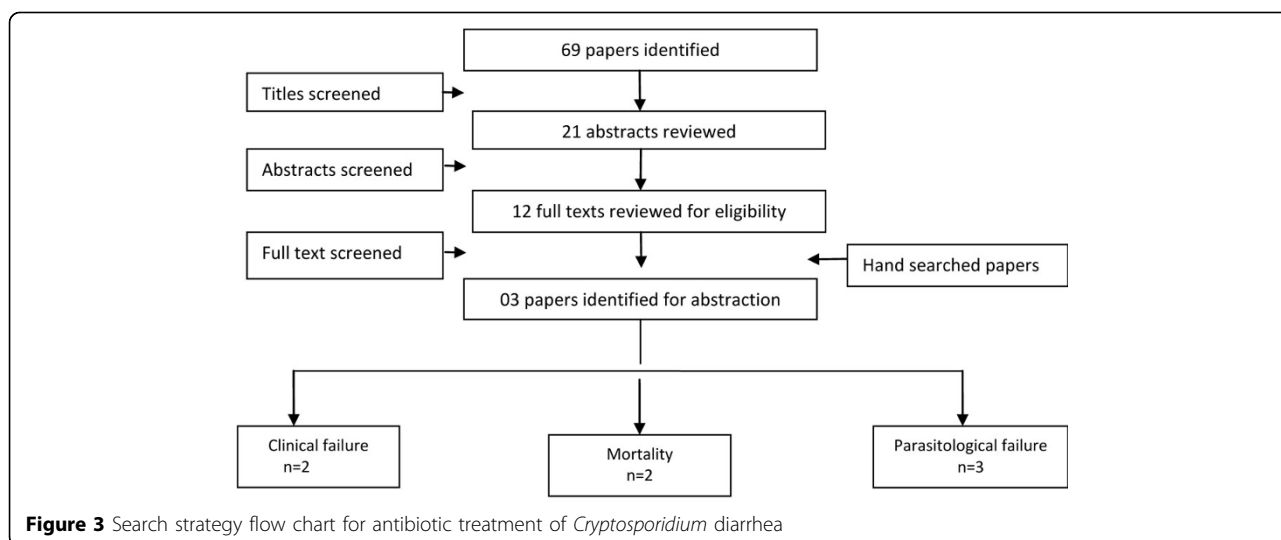 69 papers identified
Titles screened
21 abstracts reviewed
Abstracts screened
12 full texts reviewed for eligibility
Full text screened
Hand searched papers
03 papers identified for abstraction
Clinical failure
n=2
Mortality
n=2
Parasitological failure
n=3
Figure 3 Search strategy flow chart for antibiotic treatment of Cryptosporidium diarrhea